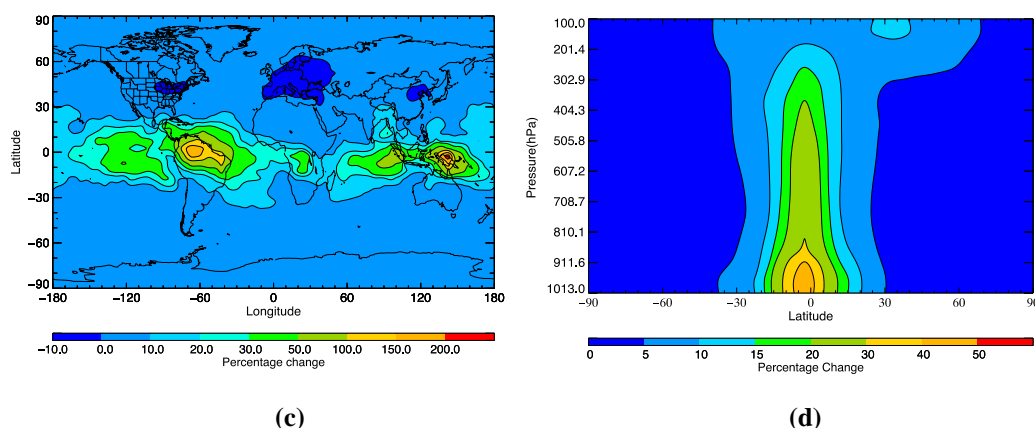 90
60
30
0
−30
−60
−90
Latitude
−180
−120
−60
0
60
120
180
Longitude
−10.0 0.0 10.0 20.0 30.0 50.0 100.0 150.0 200.0
Percentage change
(c)
100.0
201.4
302.9
404.3
505.8
607.2
708.7
810.1
911.6
1013.0
Pressure(hPa)
−90 −60 −30 0 30 60 90
Latitude
0 5 10 15 20 30 40 50
Percentage Change
(d)